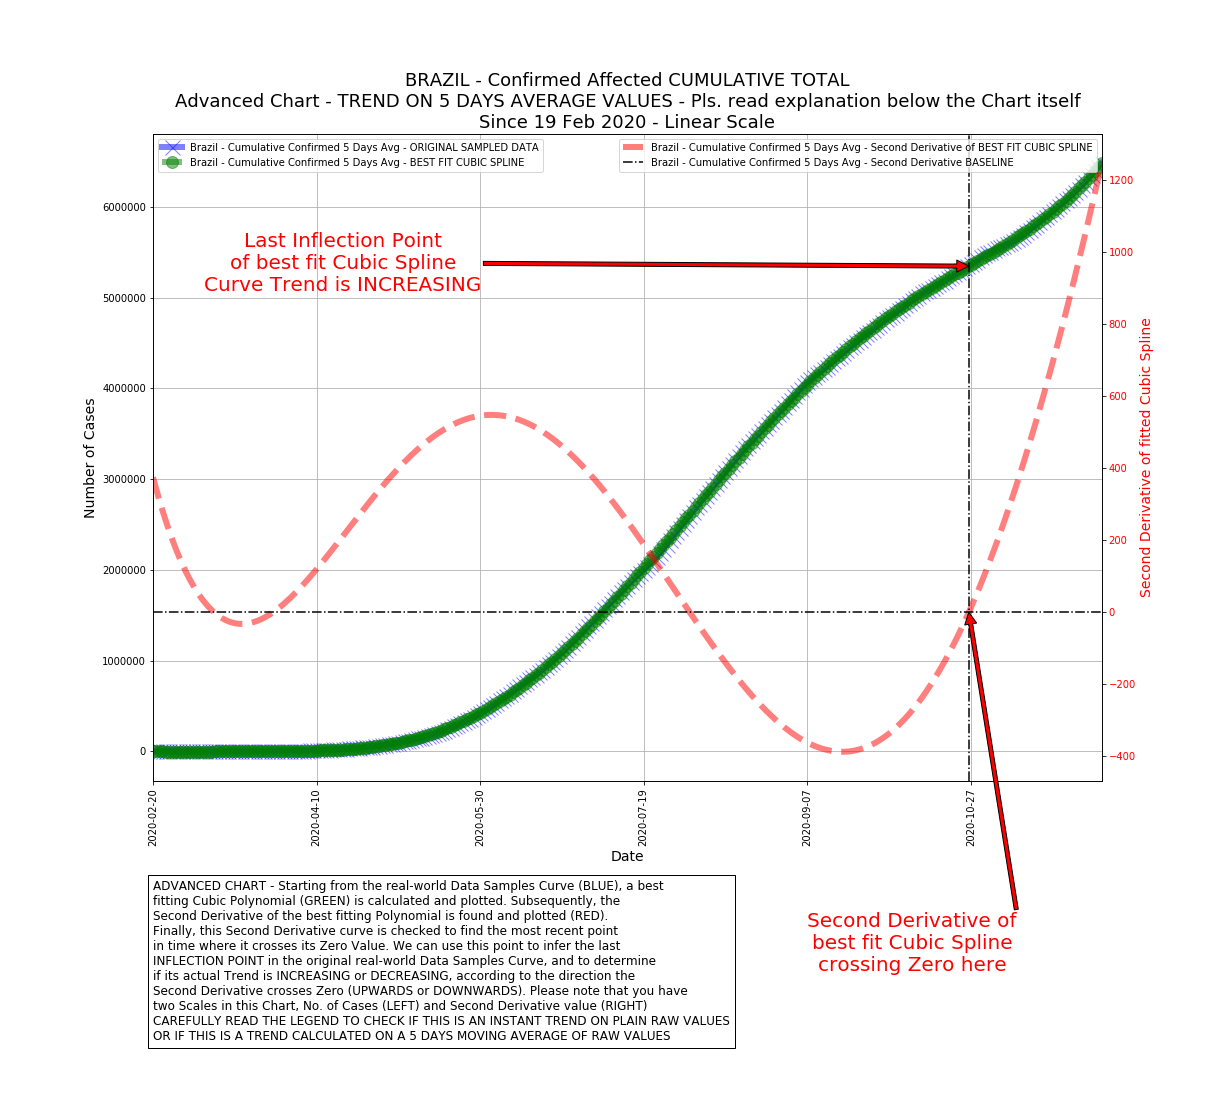 BRAZIL - Confirmed Affected CUMULATIVE TOTAL
Advanced Chart - TREND ON 5 DAYS AVERAGE VALUES - Pls. read explanation below the Chart itself
Since 19 Feb 2020 - Linear Scale
Brazil - Cumulative Confirmed 5 Days Avg - ORIGINAL SAMPLED DATA
Brazil - Cumulative Confirmed 5 Days Avg - BEST FIT CUBIC SPLINE
Brazil - Cumulative Confirmed 5 Days Avg - Second Derivative of BEST FIT CUBIC SPLINE
Brazil - Cumulative Confirmed 5 Days Avg - Second Derivative BASELINE
Last Inflection Point
of best fit Cubic Spline
Curve Trend is INCREASING
Number of Cases
6000000
5000000
4000000
3000000
2000000
1000000
0
1200
1000
800
600
400
200
0
−200
−400
Second Derivative of fitted Cubic Spline
2020-02-20
2020-04-10
2020-05-30
2020-07-19
2020-09-07
2020-10-27
Date
ADVANCED CHART - Starting from the real-world Data Samples Curve (BLUE), a best
fitting Cubic Polynomial (GREEN) is calculated and plotted. Subsequently, the
Second Derivative of the best fitting Polynomial is found and plotted (RED).
Finally, this Second Derivative curve is checked to find the most recent point
in time where it crosses its Zero Value. We can use this point to infer the last
INFLECTION POINT in the original real-world Data Samples Curve, and to determine
if its actual Trend is INCREASING or DECREASING, according to the direction the
Second Derivative crosses Zero (UPWARDS or DOWNWARDS). Please note that you have
two Scales in this Chart, No. of Cases (LEFT) and Second Derivative value (RIGHT)
CAREFULLY READ THE LEGEND TO CHECK IF THIS IS AN INSTANT TREND ON PLAIN RAW VALUES
OR IF THIS IS A TREND CALCULATED ON A 5 DAYS MOVING AVERAGE OF RAW VALUES
Second Derivative of
best fit Cubic Spline
crossing Zero here